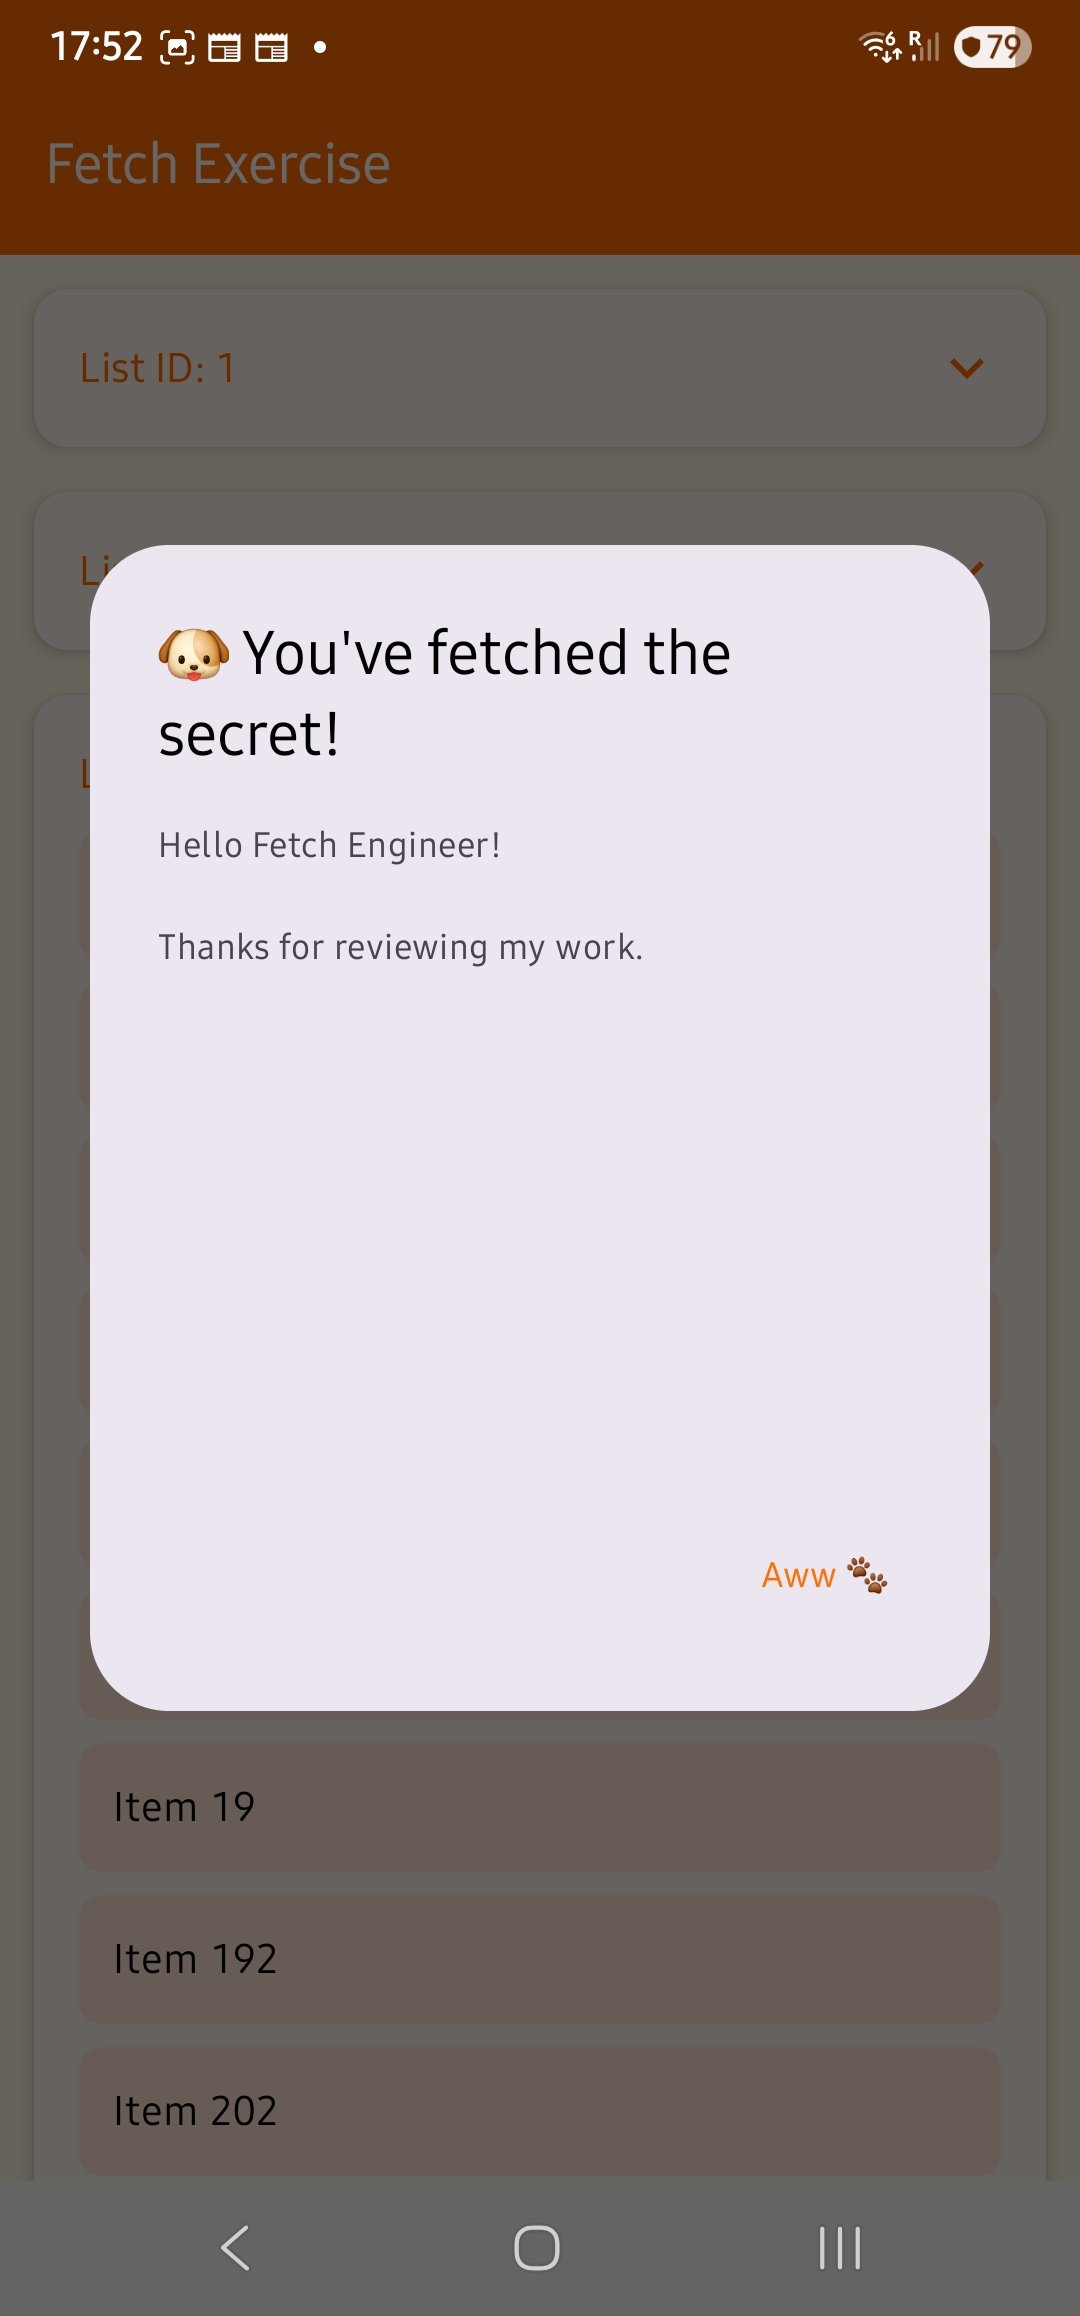 17:52
6
R
79
Fetch Exercise
List ID: 1
Li
🐶 You've fetched the
secret!
Hello Fetch Engineer!
Thanks for reviewing my work.
Aww 🐾
Item 19
Item 192
Item 202